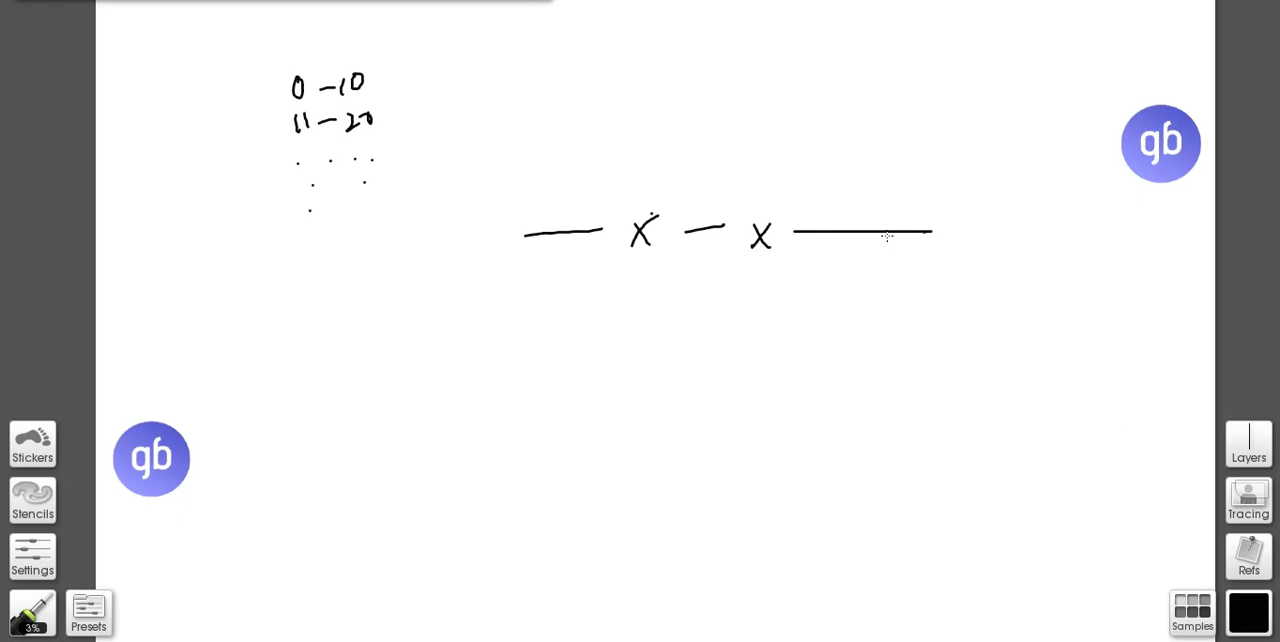 0 - 10
11 - 20
. . . .
. .
.
— x — x —
gb
gb
Stickers
Stencils
Settings
3%
Presets
Layers
Tracing
Refs
Samples